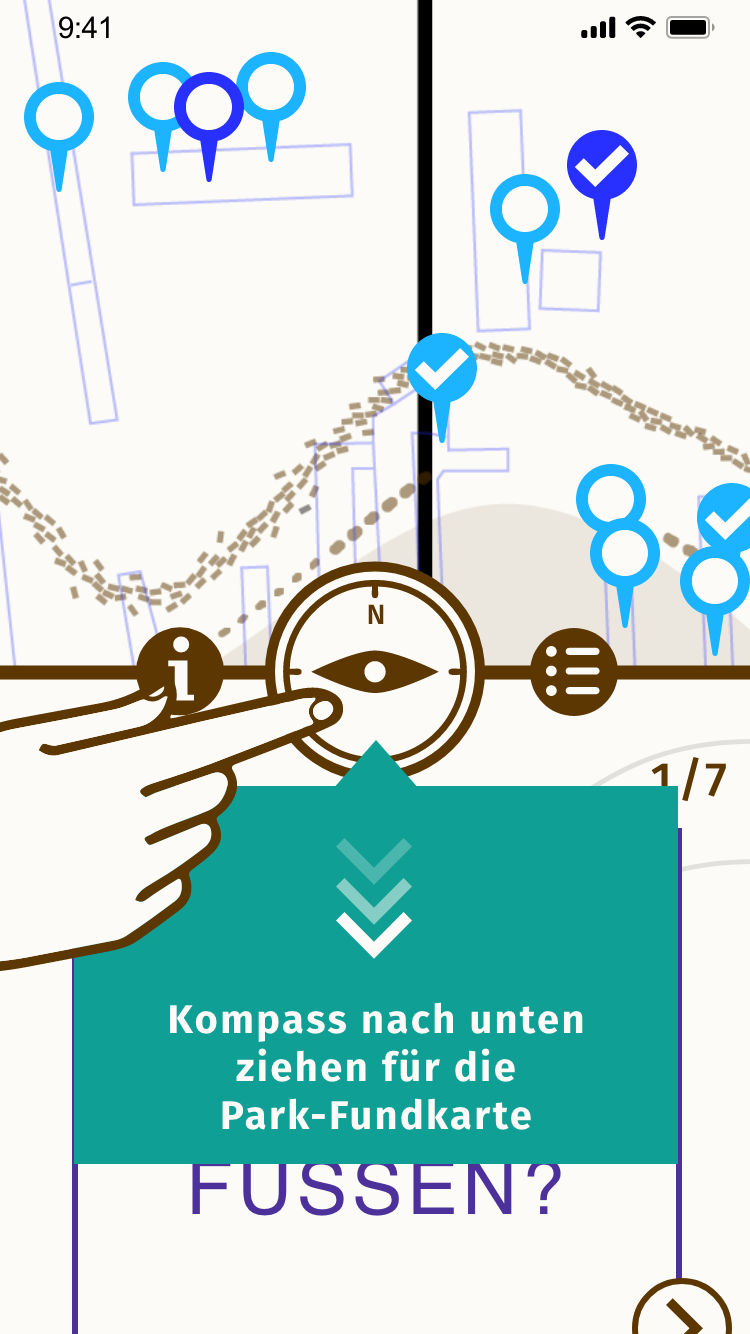 9:41
N
i
1/7
Kompass nach unten
ziehen für die
Park-Fundkarte
FUSSEN?